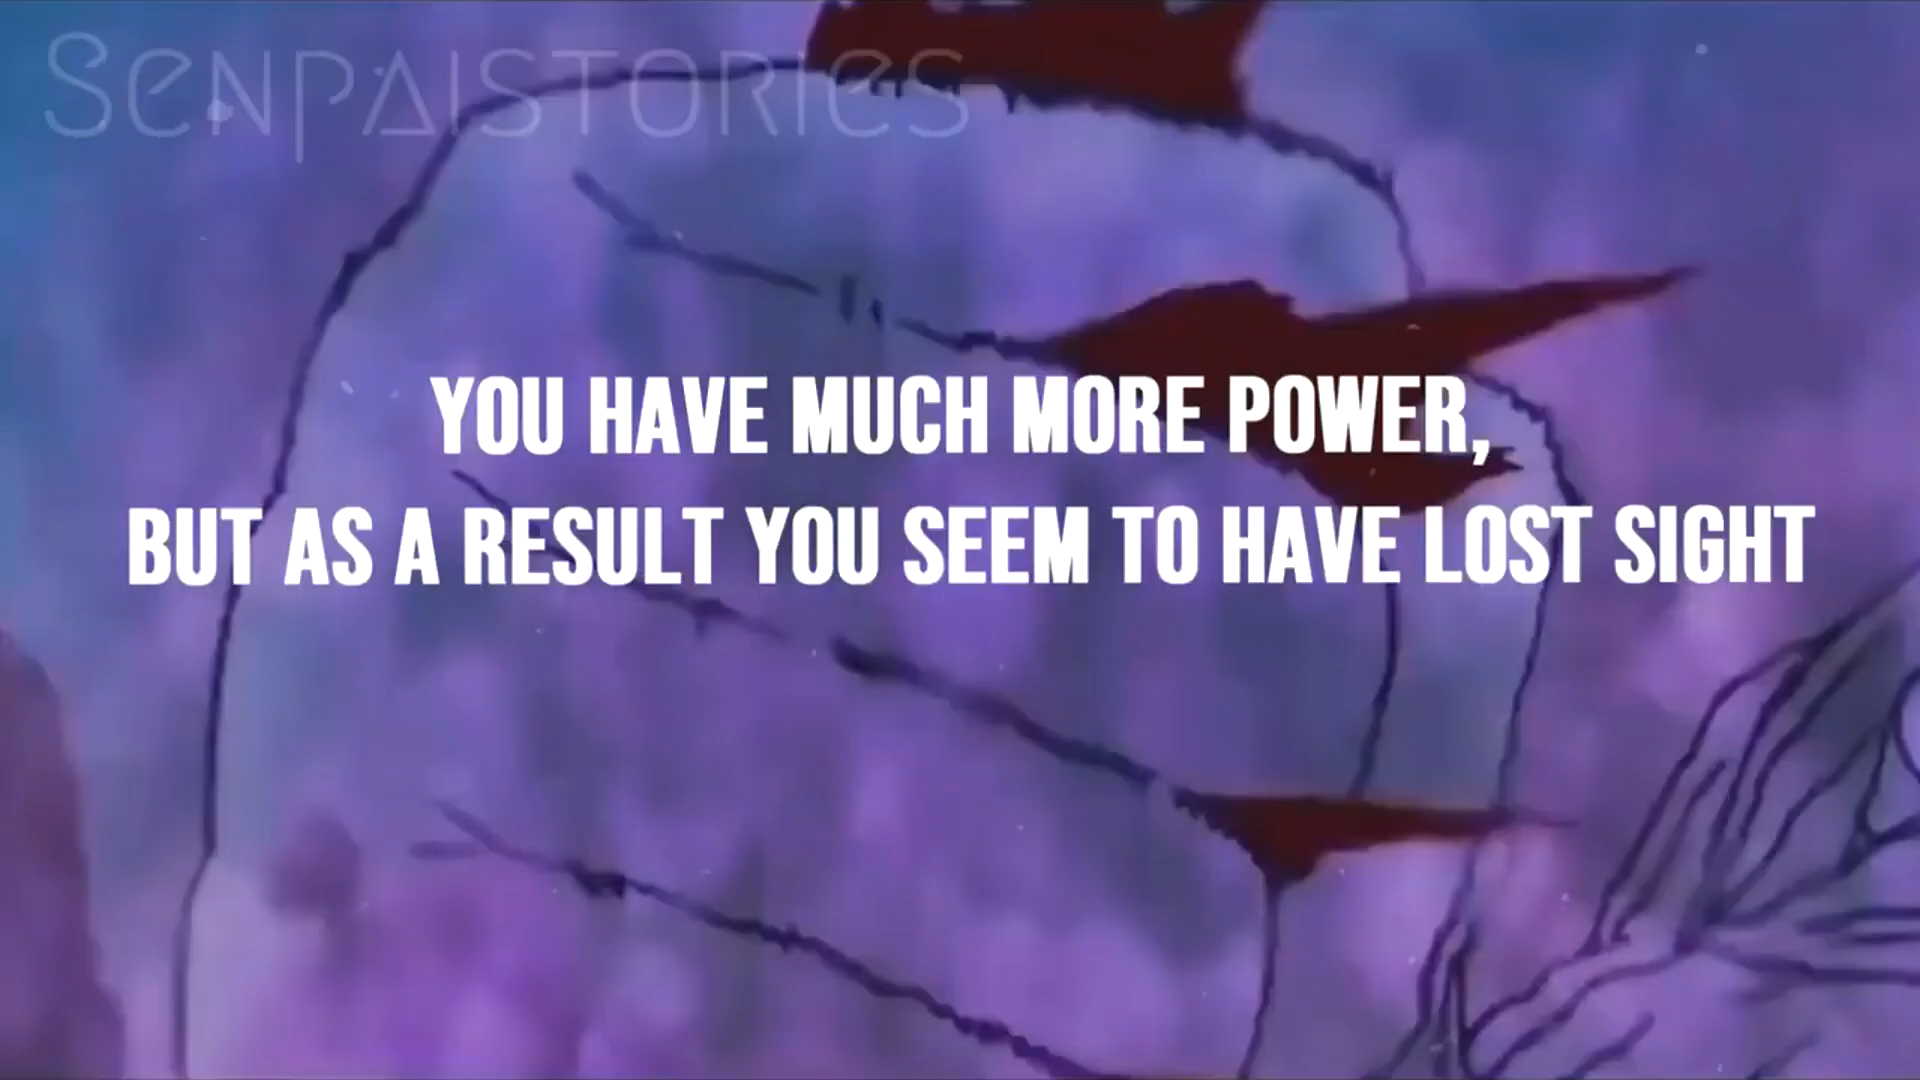 SENPAISTORIES
YOU HAVE MUCH MORE POWER,
BUT AS A RESULT YOU SEEM TO HAVE LOST SIGHT